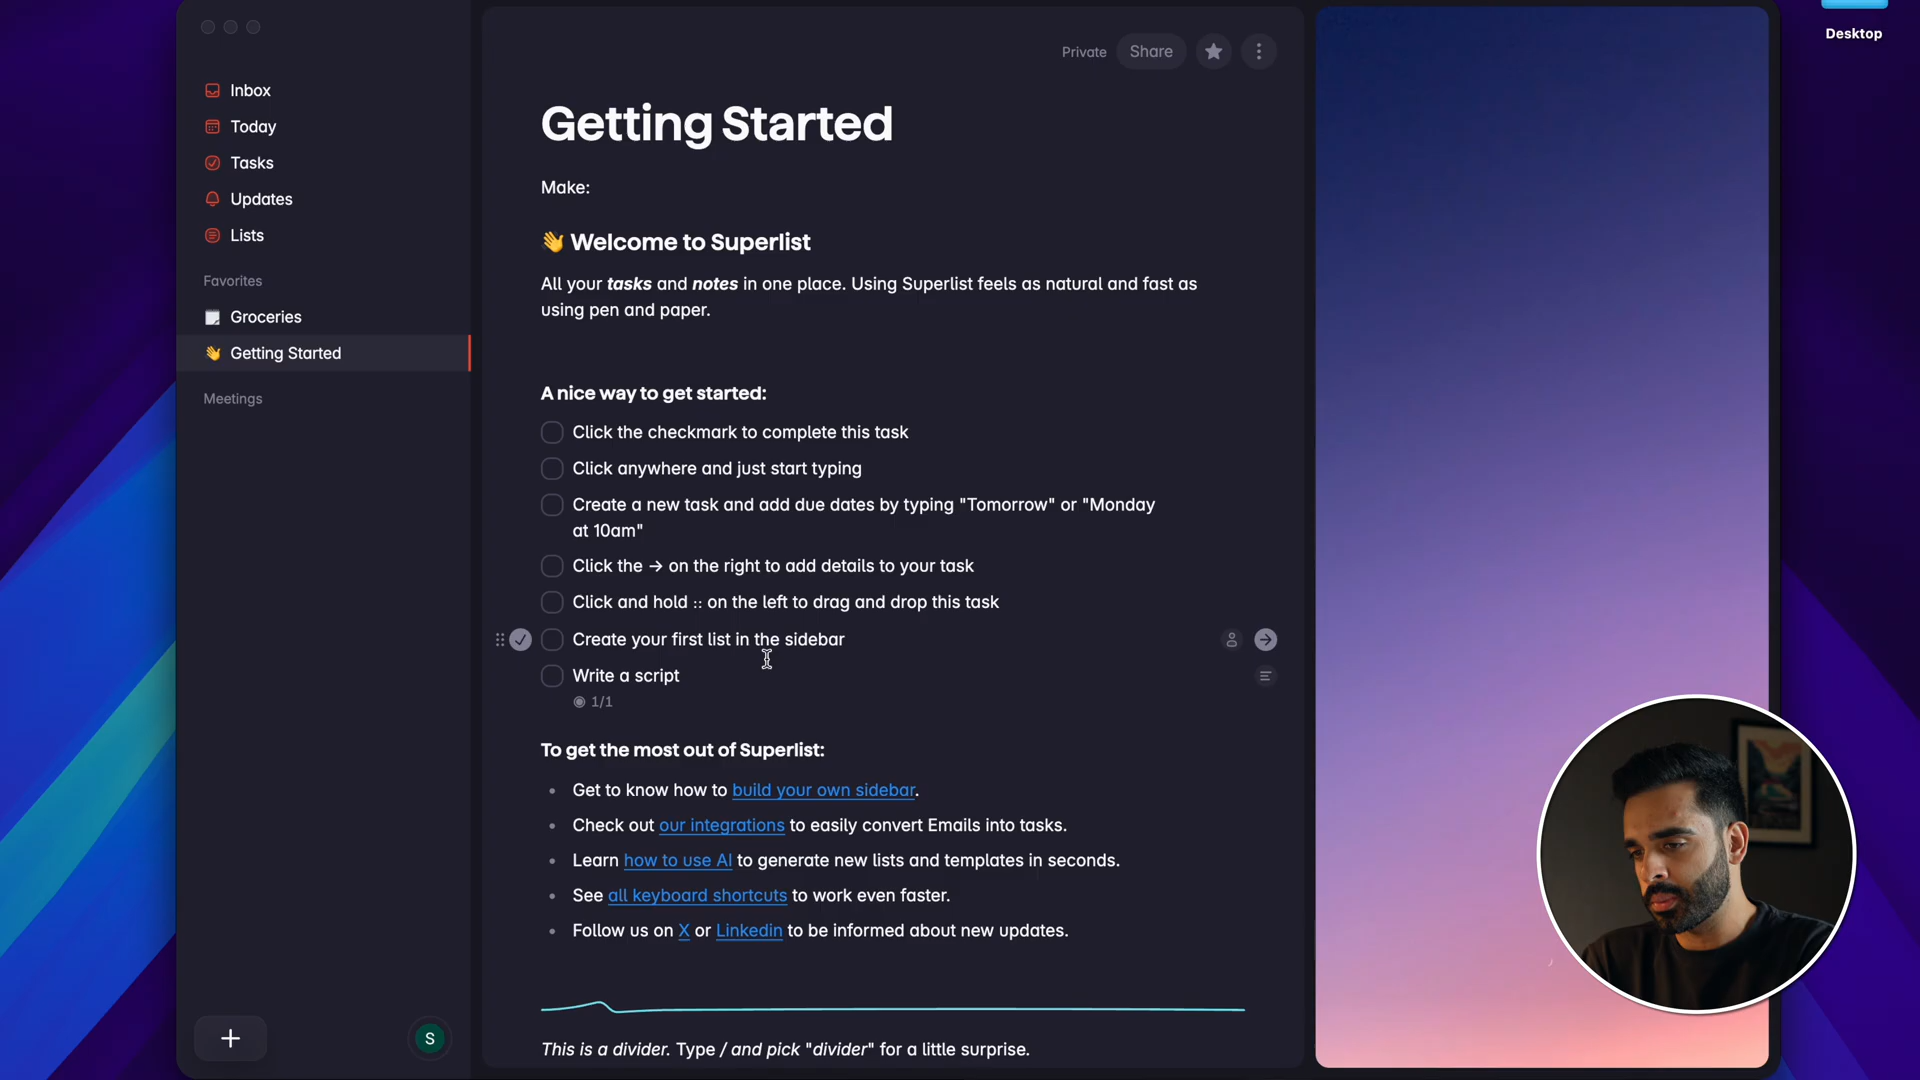 Desktop
Inbox
Today
Tasks
Updates
Lists
Favorites
Groceries
Getting Started
Meetings
S
Private
Share
Getting Started
Make:
👋 Welcome to Superlist
All your tasks and notes in one place. Using Superlist feels as natural and fast as
using pen and paper.
A nice way to get started:
Click the checkmark to complete this task
Click anywhere and just start typing
Create a new task and add due dates by typing "Tomorrow" or "Monday
at 10am"
Click the → on the right to add details to your task
Click and hold :: on the left to drag and drop this task
Create your first list in the sidebar
Write a script
1/1
To get the most out of Superlist:
• Get to know how to build your own sidebar.
• Check out our integrations to easily convert Emails into tasks.
• Learn how to use AI to generate new lists and templates in seconds.
• See all keyboard shortcuts to work even faster.
• Follow us on X or Linkedin to be informed about new updates.
This is a divider. Type / and pick "divider" for a little surprise.